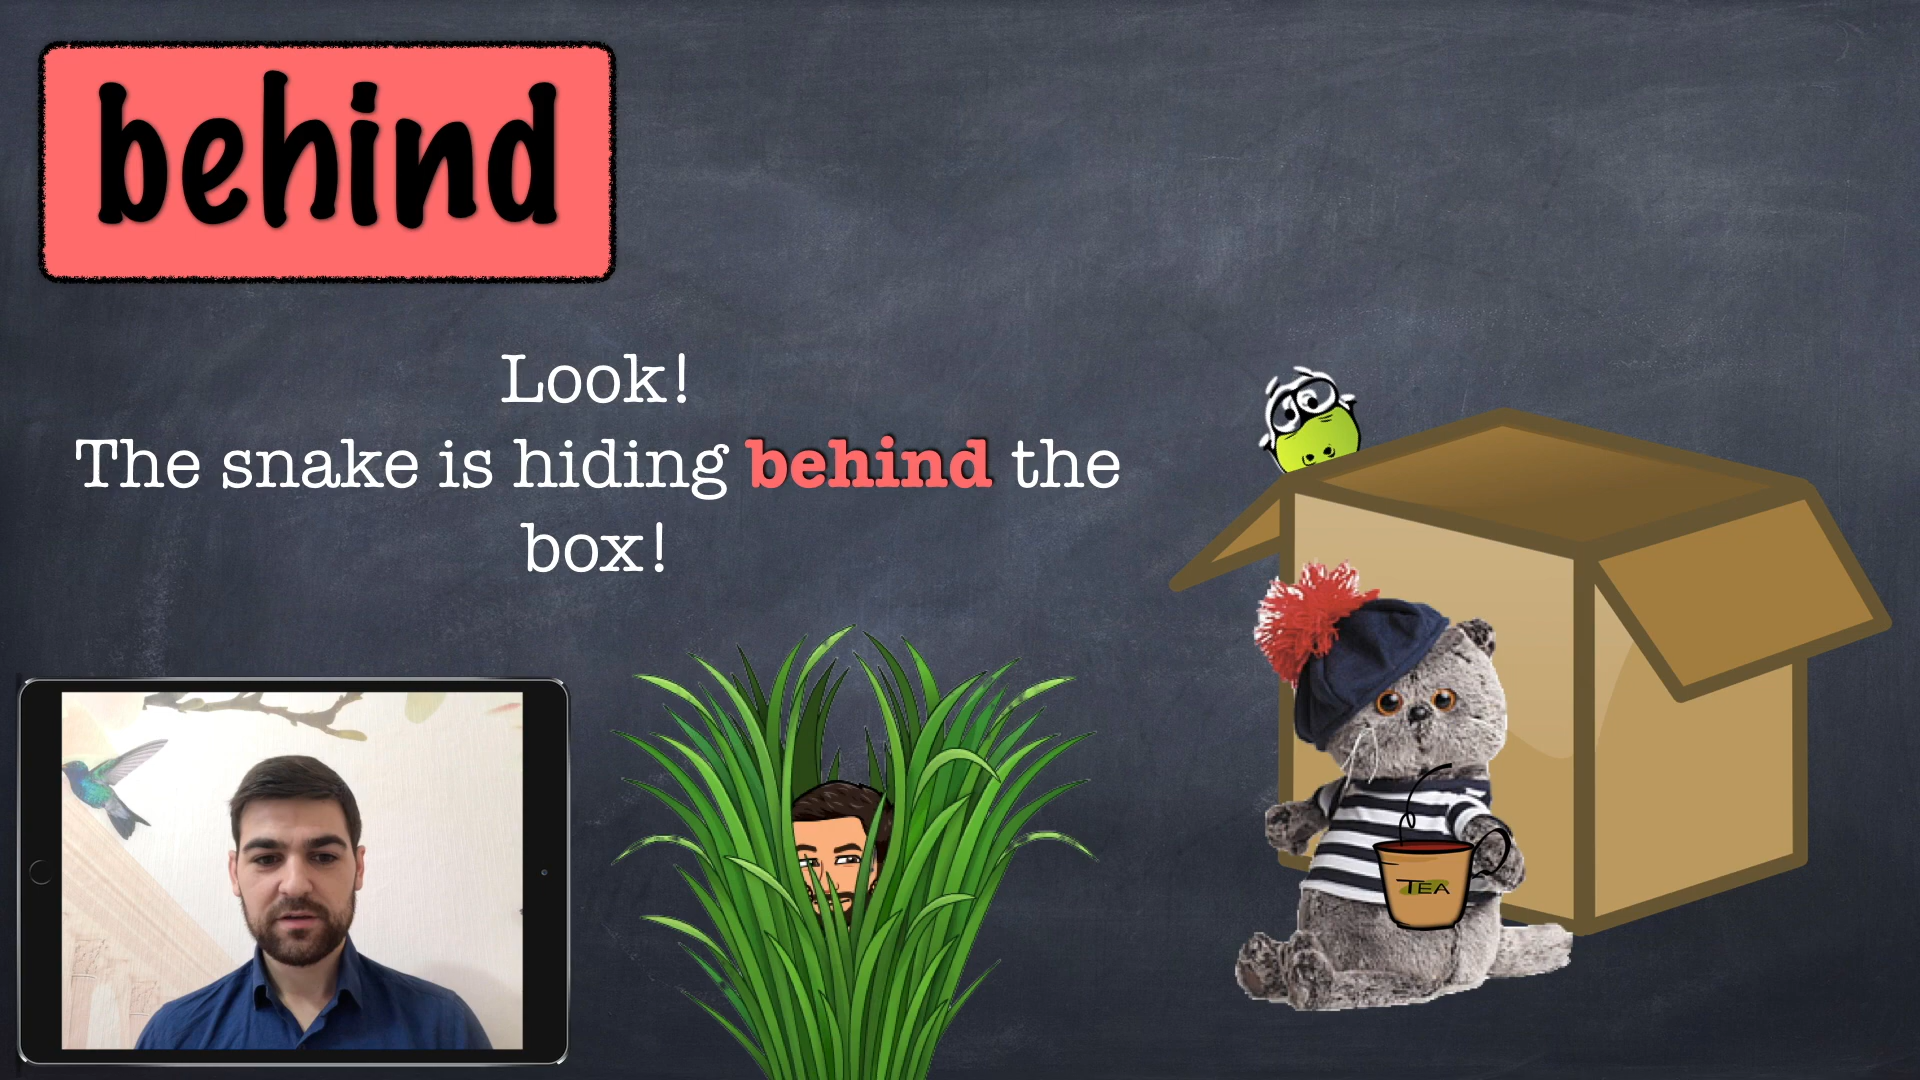 behind
Look!
The snake is hiding behind the
box!
TEA